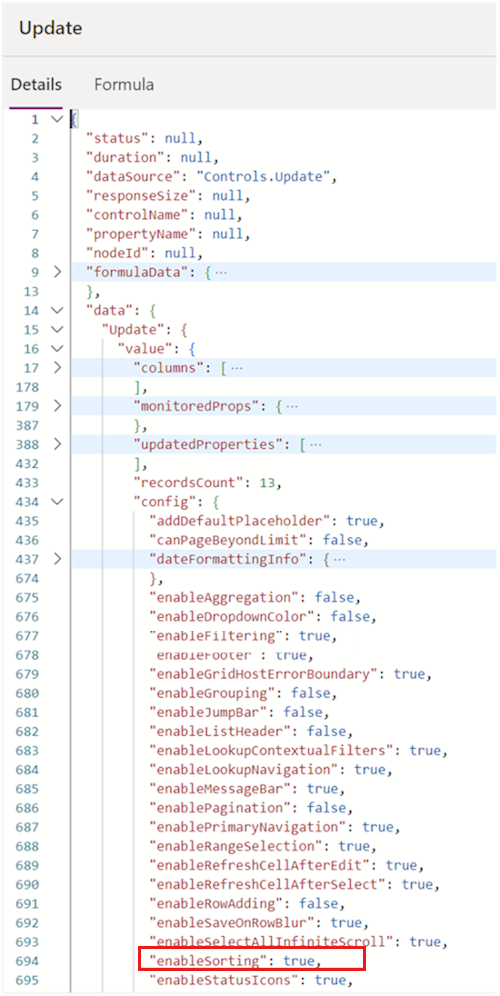 Update
Details Formula
1 {
2 "status": null,
3 "duration": null,
4 "dataSource": "Controls.Update",
5 "responseSize": null,
6 "controlName": null,
7 "propertyName": null,
8 "nodeId": null,
9 "formulaData": { ...
13 },
14 "data": {
15 "Update": {
16 "value": {
17 "columns": [ ...
178 ],
179 "monitoredProps": { ...
387 },
388 "updatedProperties": [ ...
432 ],
433 "recordsCount": 13,
434 "config": {
435 "addDefaultPlaceholder": true,
436 "canPageBeyondLimit": false,
437 "dateFormattingInfo": { ...
674 },
675 "enableAggregation": false,
676 "enableDropdownColor": false,
677 "enableFiltering": true,
678 enableFooter : true,
679 "enableGridHostErrorBoundary": true,
680 "enableGrouping": false,
681 "enableJumpBar": false,
682 "enableListHeader": false,
683 "enableLookupContextualFilters": true,
684 "enableLookupNavigation": true,
685 "enableMessageBar": true,
686 "enablePagination": false,
687 "enablePrimaryNavigation": true,
688 "enableRangeSelection": true,
689 "enableRefreshCellAfterEdit": true,
690 "enableRefreshCellAfterSelect": true,
691 "enableRowAdding": false,
692 "enableSaveOnRowBlur": true,
693 "enableSelectAllInfiniteScroll": true,
694 "enableSorting": true,
695 "enableStatusIcons": true,